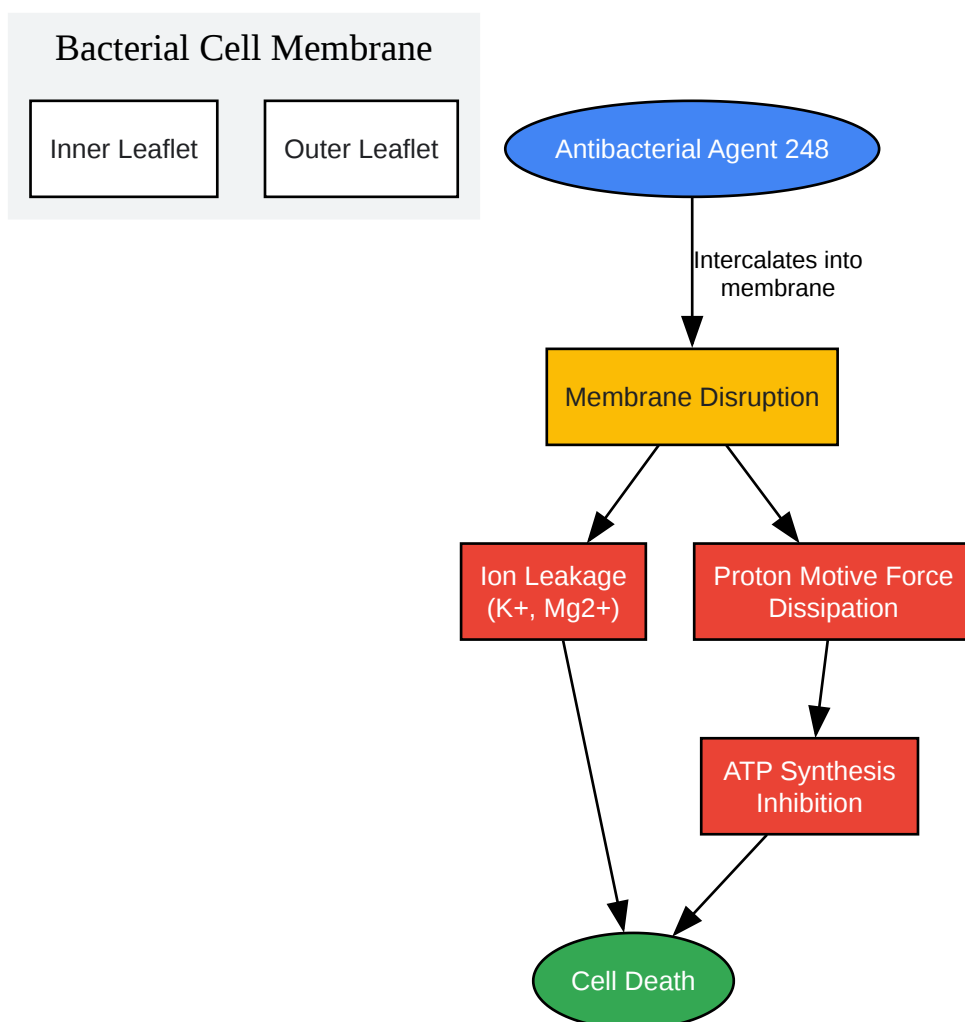 Bacterial Cell Membrane
Inner Leaflet
Outer Leaflet
Antibacterial Agent 248
Intercalates into
membrane
Membrane Disruption
Ion Leakage
(K+, Mg2+)
Proton Motive Force
Dissipation
ATP Synthesis
Inhibition
Cell Death